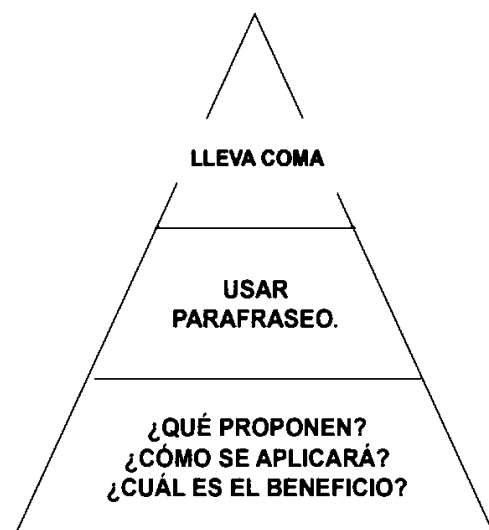 LLEVA COMA
USAR
PARAFRASEO.
¿QUÉ PROPONEN?
¿CÓMO SE APLICARÁ?
¿CUÁL ES EL BENEFICIO?